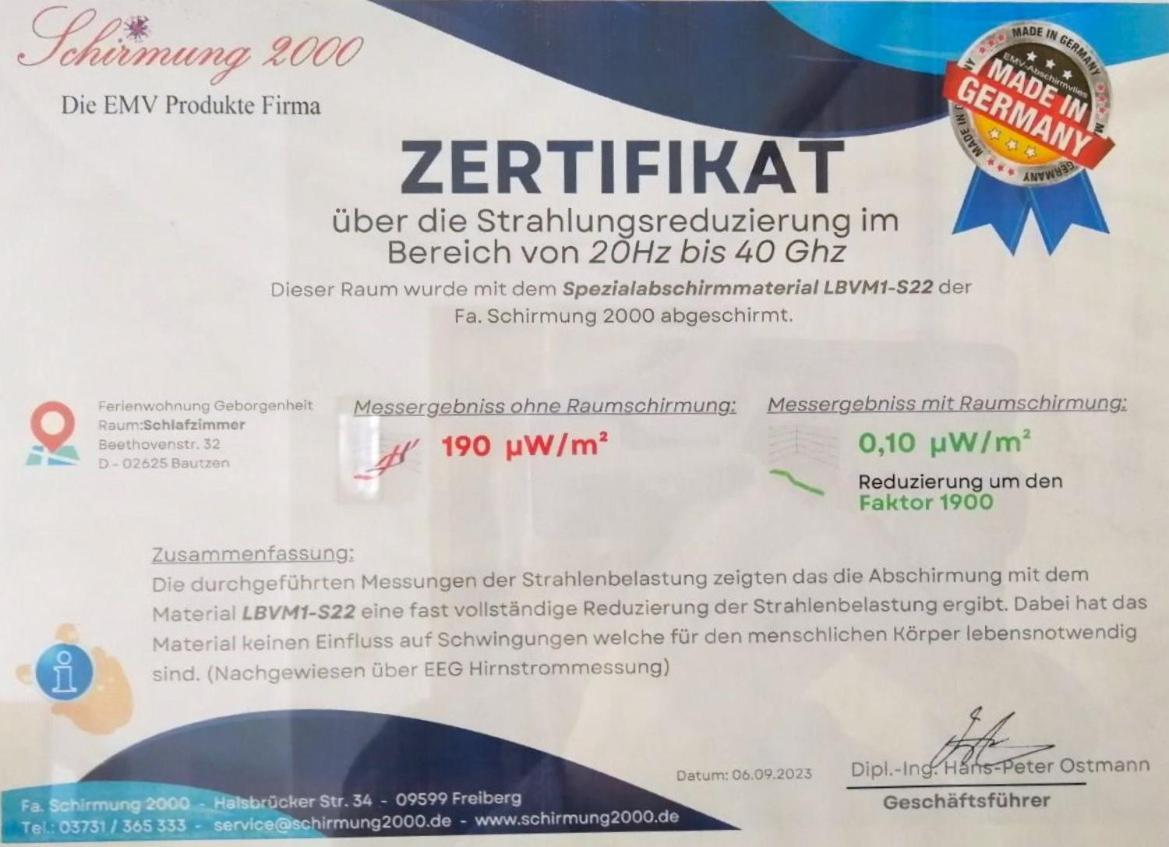 Schirmung 2000
Die EMV Produkte Firma
MADE IN GERMANY
EMV-Abschirmvlies
MADE IN
GERMANY
ZERTIFIKAT
über die Strahlungsreduzierung im
Bereich von 20Hz bis 40 Ghz
Dieser Raum wurde mit dem Spezialabschirmmaterial LBVM1-S22 der
Fa. Schirmung 2000 abgeschirmt.
Ferienwohnung Geborgenheit
Raum:Schlafzimmer
Beethovenstr. 32
D - 02625 Bautzen
Messergebniss ohne Raumschirmung:
190 µW/m²
Messergebniss mit Raumschirmung:
0,10 µW/m²
Reduzierung um den
Faktor 1900
Zusammenfassung:
Die durchgeführten Messungen der Strahlenbelastung zeigten das die Abschirmung mit dem
Material LBVM1-S22 eine fast vollständige Reduzierung der Strahlenbelastung ergibt. Dabei hat das
Material keinen Einfluss auf Schwingungen welche für den menschlichen Körper lebensnotwendig
sind. (Nachgewiesen über EEG Hirnstrommessung)
Datum: 06.09.2023
Dipl.-Ing. Hans-Peter Ostmann
Geschäftsführer
Fa. Schirmung 2000 - Halsbrücker Str. 34 - 09599 Freiberg
Tel.: 03731 / 365 333 - service@schirmung2000.de - www.schirmung2000.de